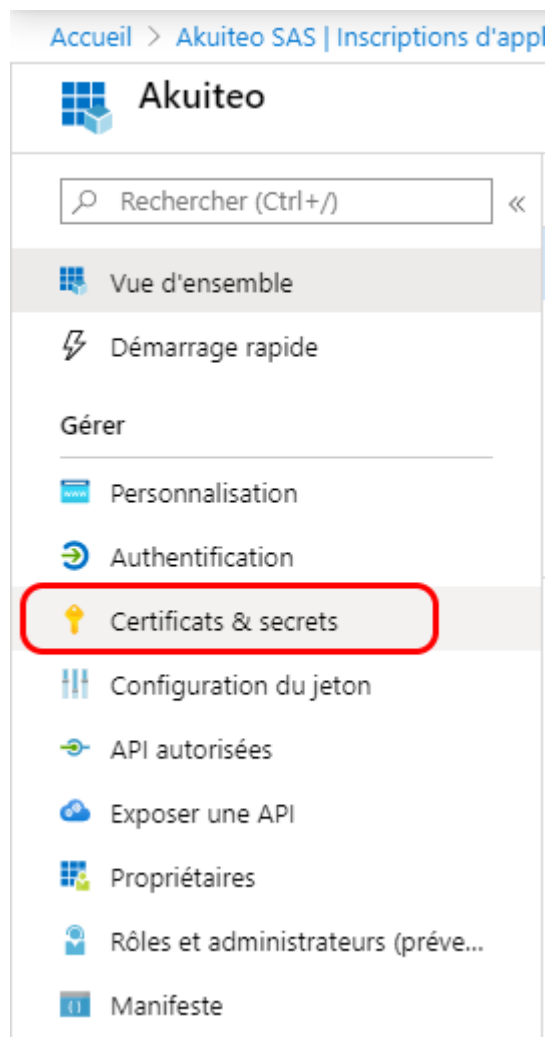 Accueil > Akuiteo SAS | Inscriptions d'appl
Akuiteo
Rechercher (Ctrl+/)
Vue d'ensemble
Démarrage rapide
Gérer
Personnalisation
Authentification
Certificats & secrets
Configuration du jeton
API autorisées
Exposer une API
Propriétaires
Rôles et administrateurs (préve...
Manifeste